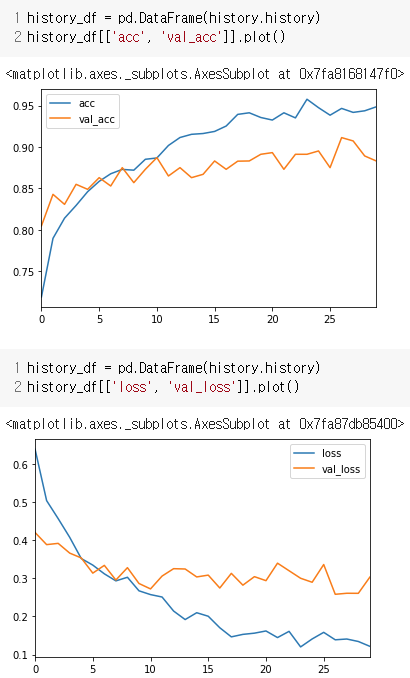 1 history_df = pd.DataFrame(history.history)
2 history_df[['acc', 'val_acc']].plot()
<matplotlib.axes._subplots.AxesSubplot at 0x7fa8168147f0>
acc
val_acc
0.95
0.90
0.85
0.80
0.75
0 5 10 15 20 25
1 history_df = pd.DataFrame(history.history)
2 history_df[['loss', 'val_loss']].plot()
<matplotlib.axes._subplots.AxesSubplot at 0x7fa87db85400>
loss
val_loss
0.6
0.5
0.4
0.3
0.2
0.1
0 5 10 15 20 25